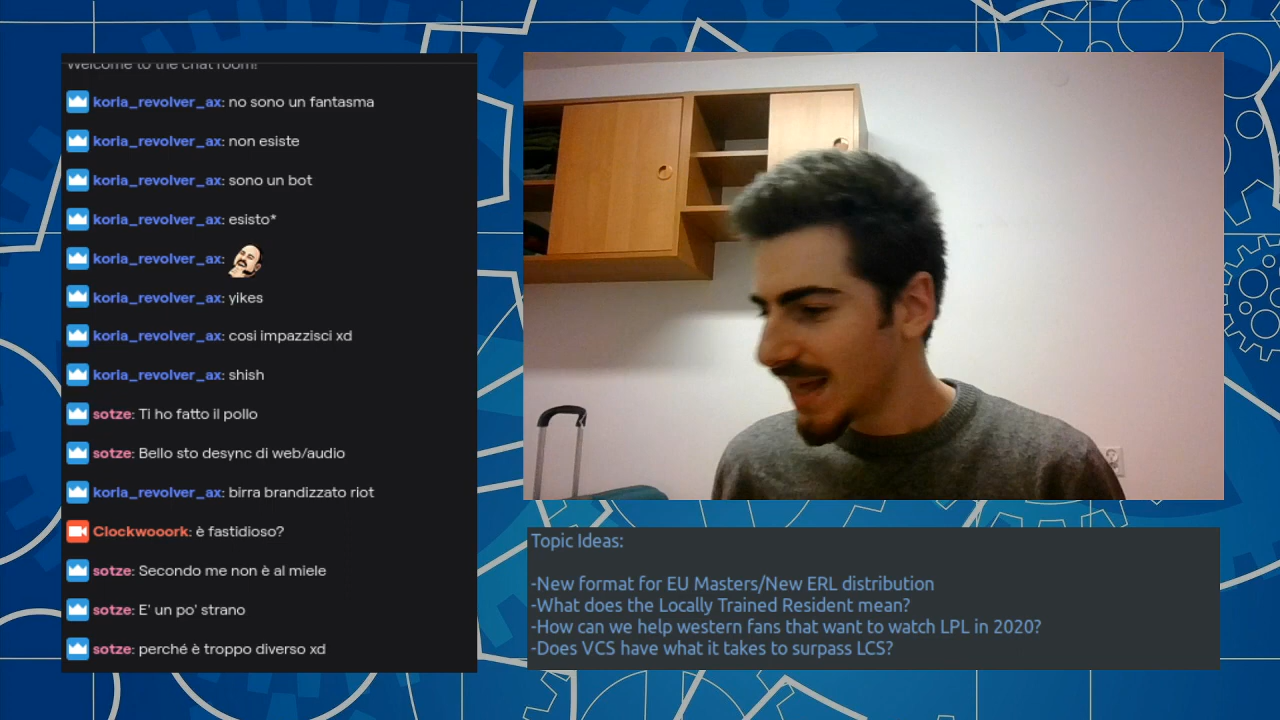 Welcome to the chat room!
korla_revolver_ax: no sono un fantasma
korla_revolver_ax: non esiste
korla_revolver_ax: sono un bot
korla_revolver_ax: esisto*
korla_revolver_ax:
korla_revolver_ax: yikes
korla_revolver_ax: cosi impazzisci xd
korla_revolver_ax: shish
sotze: Ti ho fatto il pollo
sotze: Bello sto desync di web/audio
korla_revolver_ax: birra brandizzato riot
Clockwooork: è fastidioso?
sotze: Secondo me non è al miele
sotze: E' un po' strano
sotze: perché è troppo diverso xd
Topic Ideas:
-New format for EU Masters/New ERL distribution
-What does the Locally Trained Resident mean?
-How can we help western fans that want to watch LPL in 2020?
-Does VCS have what it takes to surpass LCS?